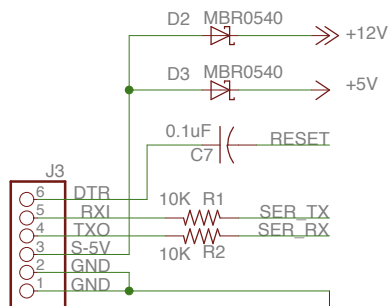 D2 MBR0540
+12V
D3 MBR0540
+5V
0.1uF
C7
RESET
J3
6 DTR
5 RXI 10K R1 SER_TX
4 TXO 10K R2 SER_RX
3 S-5V
2 GND
1 GND